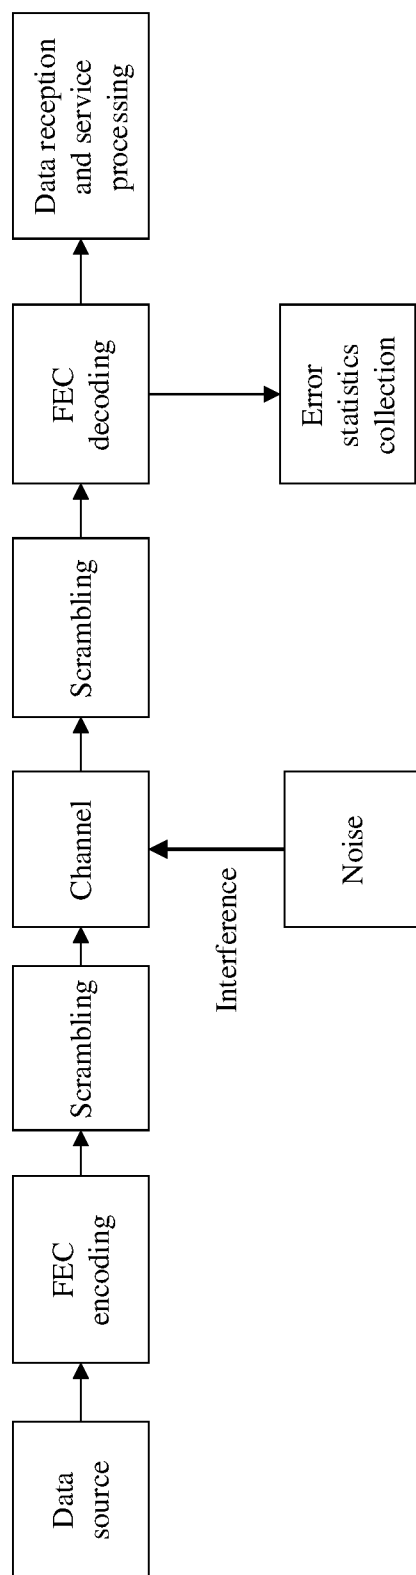 Data
source
FEC
encoding
Scrambling
Channel
Scrambling
FEC
decoding
Data reception
and service
processing
Interference
Noise
Error
statistics
collection